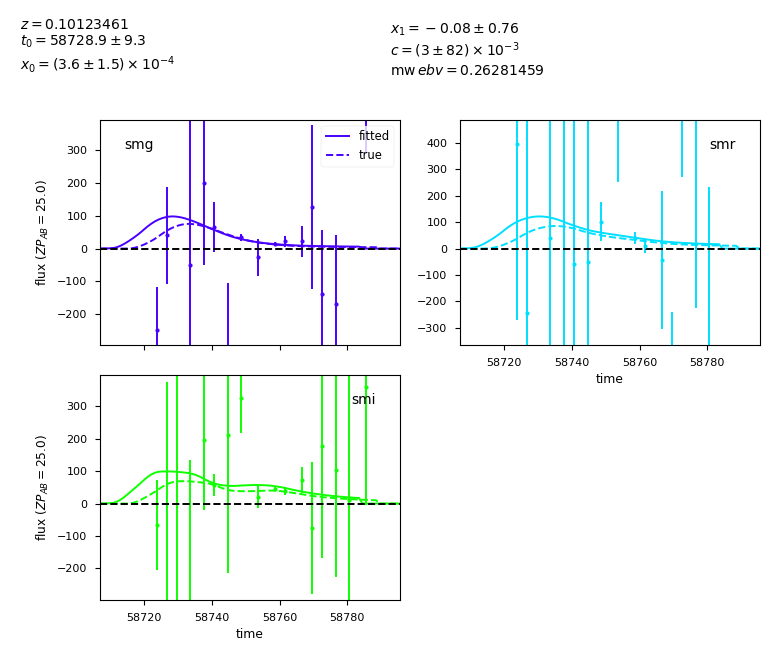 z = 0.10123461
t₀ = 58728.9 ± 9.3
x₀ = (3.6 ± 1.5) × 10⁻⁴
x₁ = −0.08 ± 0.76
c = (3 ± 82) × 10⁻³
mw ebv = 0.26281459
smg
fitted
true
300
200
100
0
−100
−200
flux (ZP_AB = 25.0)
smr
400
300
200
100
0
−100
−200
−300
58720 58740 58760 58780
time
smi
300
200
100
0
−100
−200
flux (ZP_AB = 25.0)
58720 58740 58760 58780
time